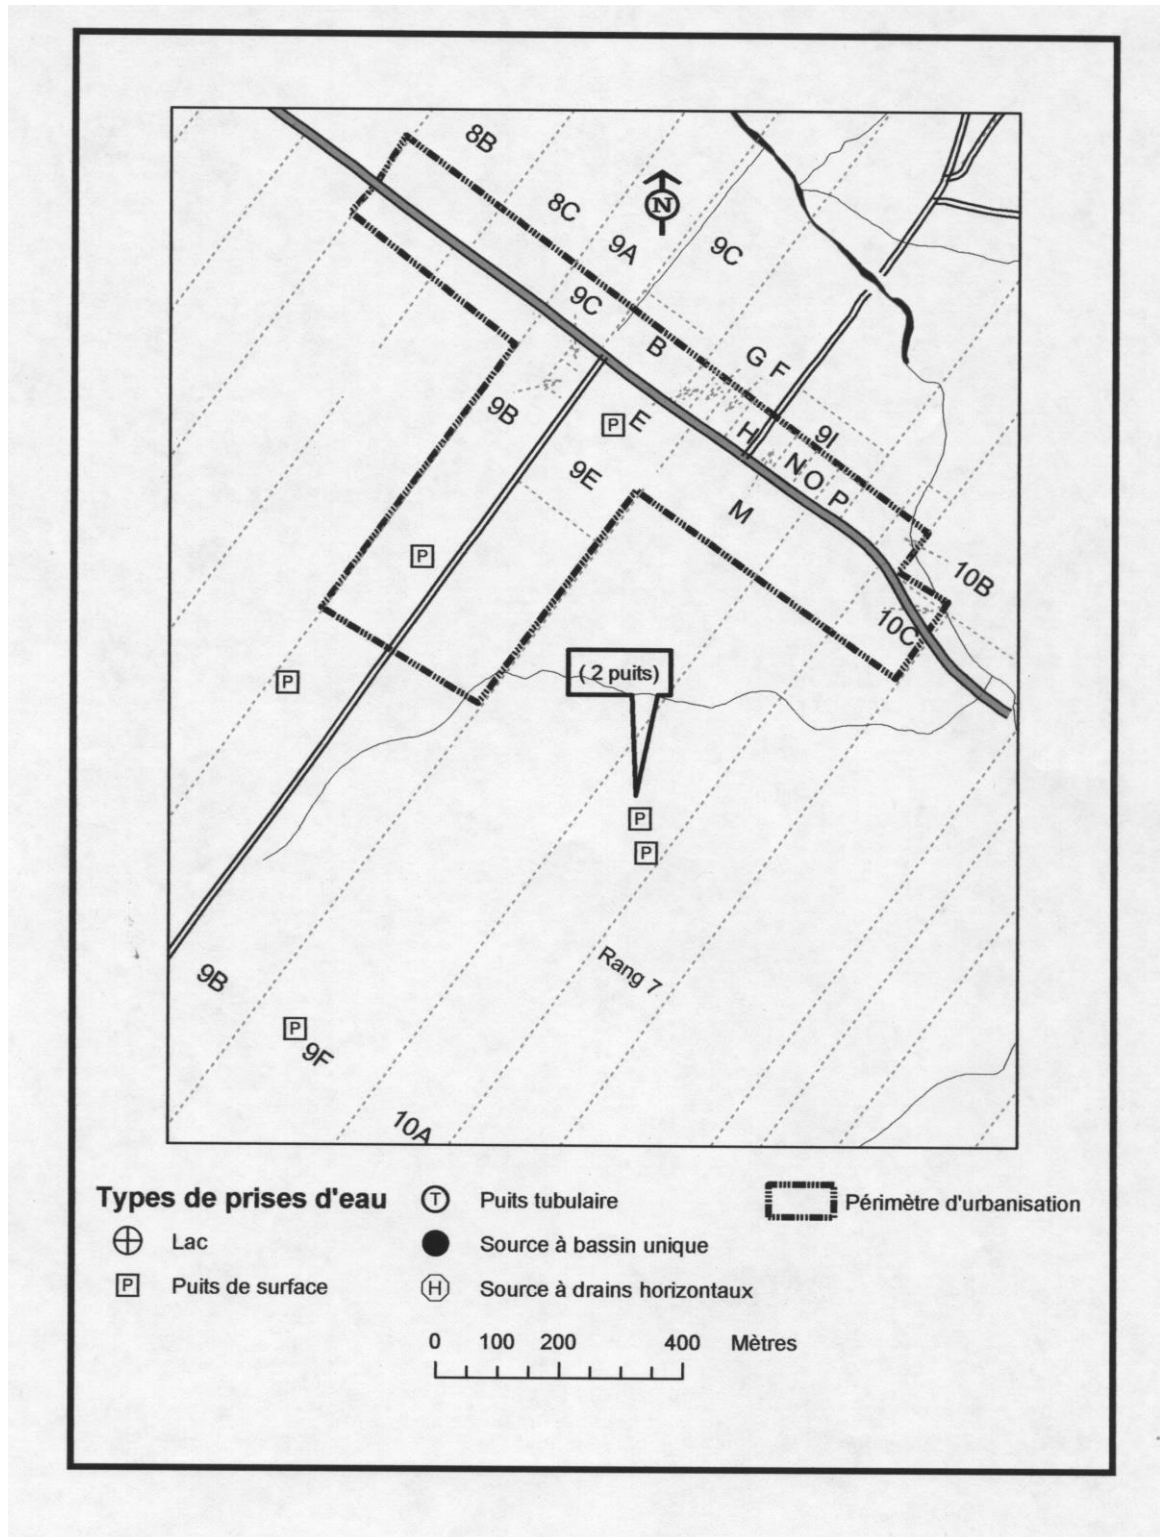 8B
8C
N
9A
9C
9C
B
G F
9B
P
E
H
9I
9E
N O P
M
P
10B
10C
P
( 2 puits)
P
P
Rang 7
9B
P
9F
10A
Types de prises d'eau
Lac
P Puits de surface
T Puits tubulaire
Source à bassin unique
H Source à drains horizontaux
Périmètre d'urbanisation
0 100 200 400 Mètres